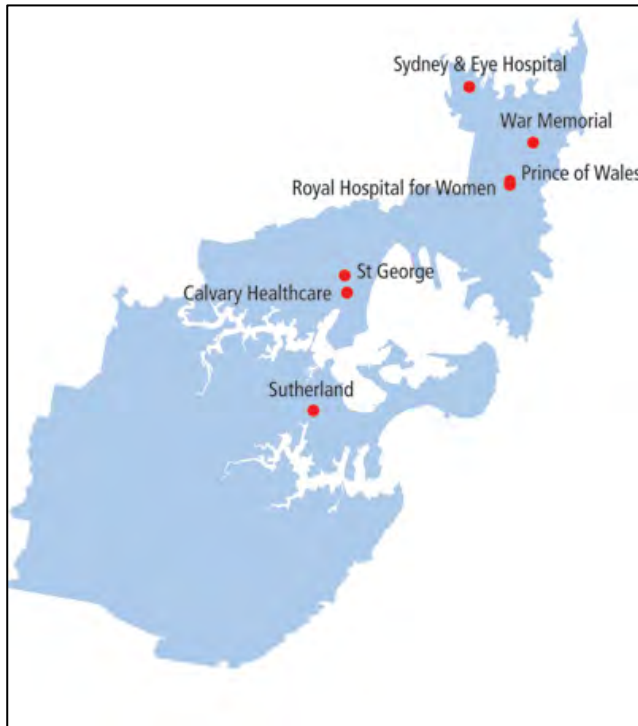 Sydney & Eye Hospital
War Memorial
Prince of Wales
Royal Hospital for Women
St George
Calvary Healthcare
Sutherland